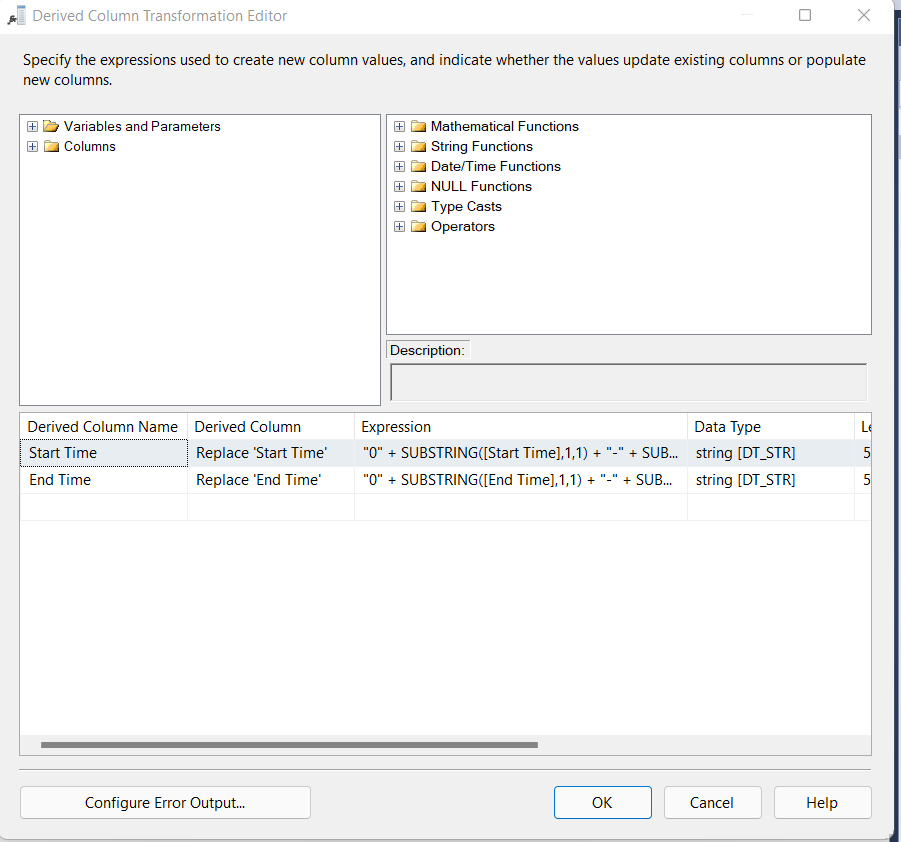 Derived Column Transformation Editor
Specify the expressions used to create new column values, and indicate whether the values update existing columns or populate
new columns.
Variables and Parameters
Columns
Mathematical Functions
String Functions
Date/Time Functions
NULL Functions
Type Casts
Operators
Description:
Derived Column Name Derived Column Expression Data Type Le
Start Time Replace 'Start Time' "0" + SUBSTRING([Start Time],1,1) + "-" + SUB... string [DT_STR] 5
End Time Replace 'End Time' "0" + SUBSTRING([End Time],1,1) + "-" + SUB... string [DT_STR] 5
Configure Error Output... OK Cancel Help